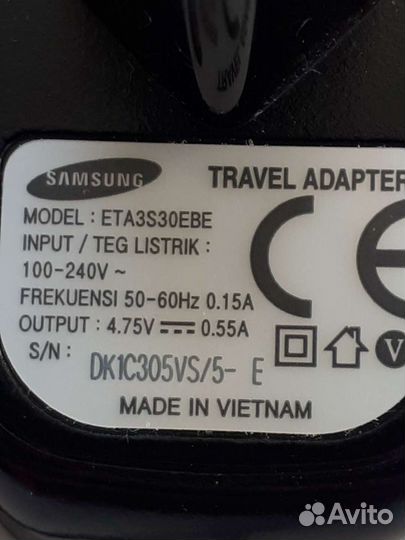 SAMSUNG
TRAVEL ADAPTER
MODEL : ETA3S30EBE
INPUT / TEG LISTRIK :
100-240V ~
FREKUENSI 50-60Hz 0.15A
OUTPUT : 4.75V ⎓ 0.55A
S/N : DK1C305VS/5- E
CE
V
MADE IN VIETNAM
Avito